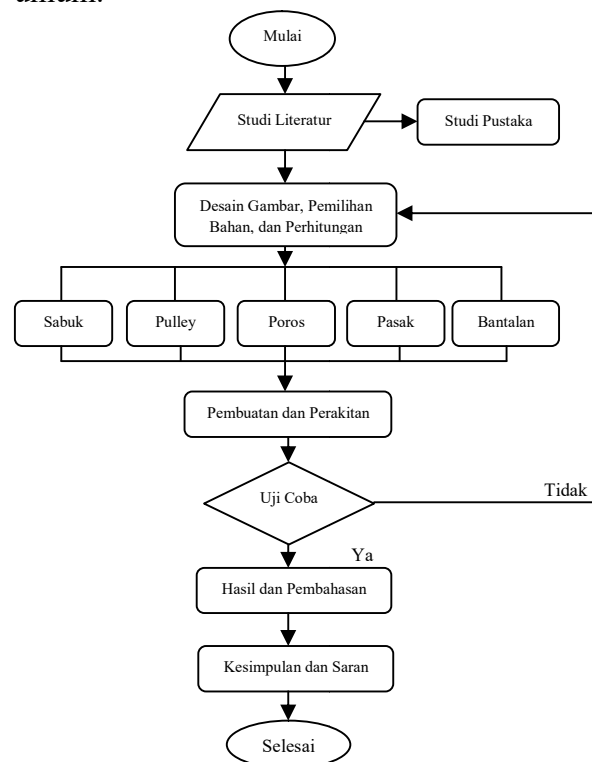 umum.
Mulai
Studi Literatur
Studi Pustaka
Desain Gambar, Pemilihan
Bahan, dan Perhitungan
Sabuk
Pulley
Poros
Pasak
Bantalan
Pembuatan dan Perakitan
Uji Coba
Tidak
Ya
Hasil dan Pembahasan
Kesimpulan dan Saran
Selesai